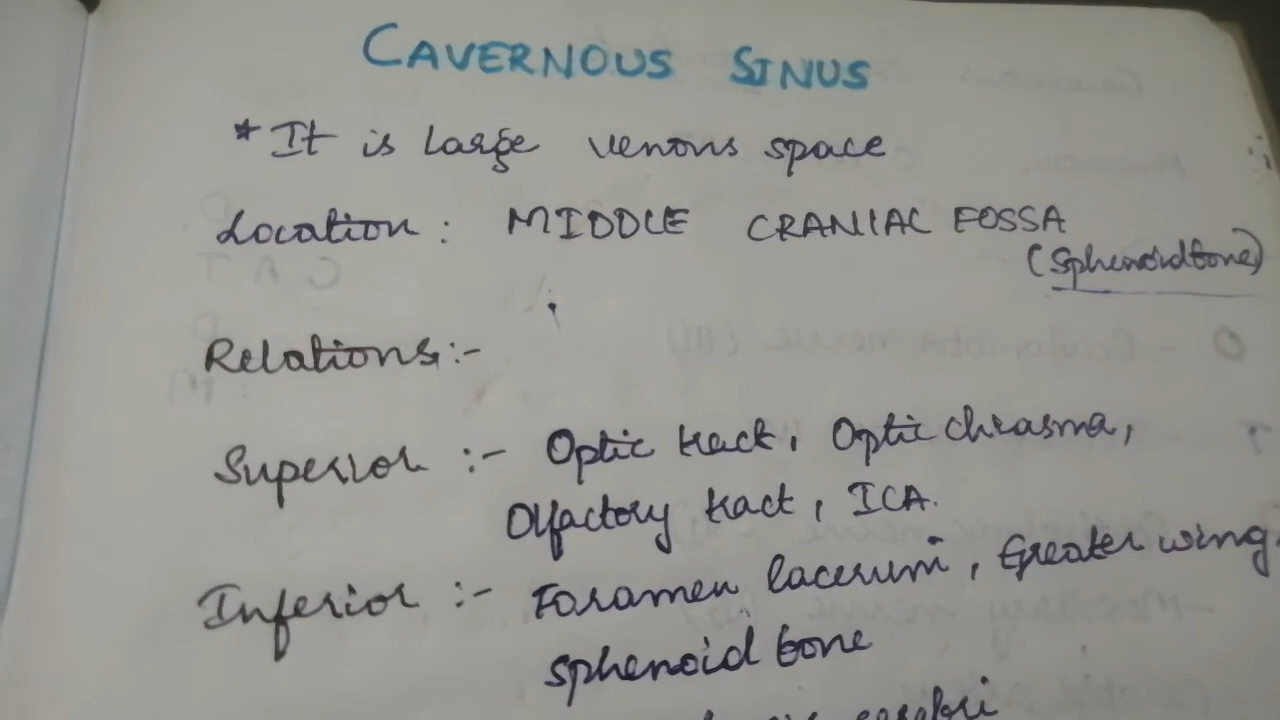 CAVERNOUS SINUS
* It is large venous space
Location : MIDDLE CRANIAL FOSSA
(Sphenoid bone)
Relations :-
Superior :- Optic tract, Optic chiasma,
Olfactory tract, ICA.
Inferior :- Foramen lacerum, Greater wing
sphenoid bone